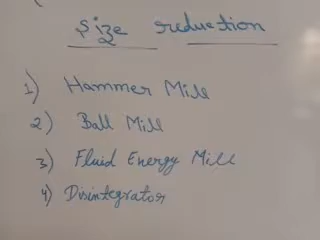 Size reduction
1) Hammer Mill
2) Ball Mill
3) Fluid Energy Mill
4) Disintegrator